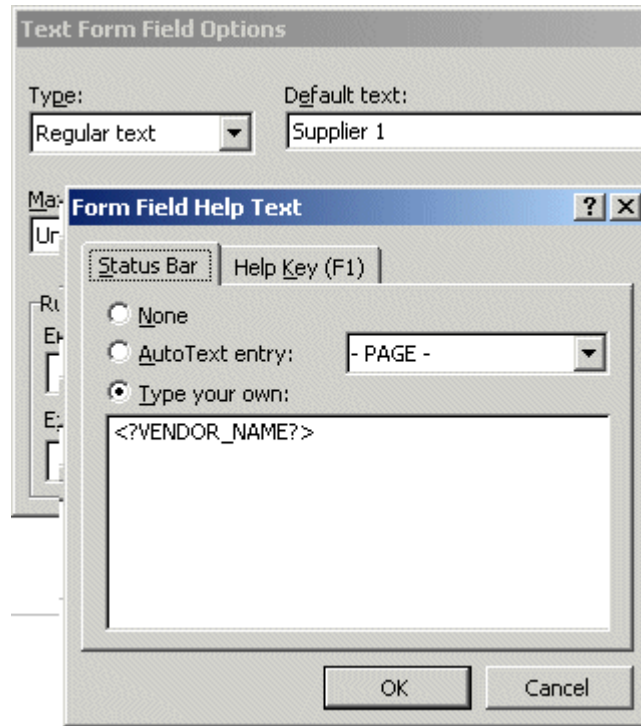 Text Form Field Options
Type:
Default text:
Regular text
Supplier 1
Form Field Help Text
Status Bar
Help Key (F1)
None
AutoText entry:
- PAGE -
Type your own:
<?VENDOR_NAME?>
OK
Cancel